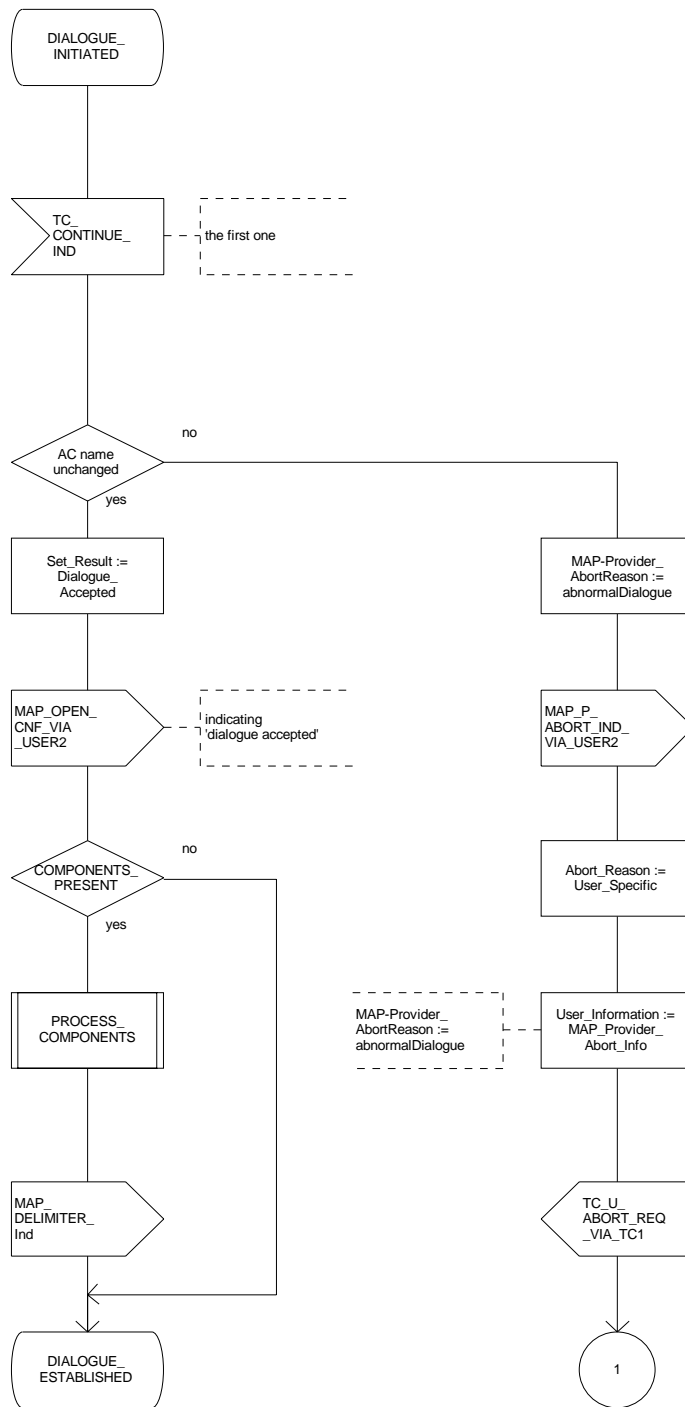 DIALOGUE_
INITIATED
TC_
CONTINUE_
IND
the first one
AC name
unchanged
no
yes
Set_Result :=
Dialogue_
Accepted
MAP-Provider_
AbortReason :=
abnormalDialogue
MAP_OPEN_
CNF_VIA
_USER2
indicating
'dialogue accepted'
MAP_P_
ABORT_IND_
VIA_USER2
COMPONENTS_
PRESENT
no
yes
Abort_Reason :=
User_Specific
PROCESS_
COMPONENTS
MAP-Provider_
AbortReason :=
abnormalDialogue
User_Information :=
MAP_Provider_
Abort_Info
MAP_
DELIMITER_
Ind
TC_U_
ABORT_REQ
_VIA_TC1
DIALOGUE_
ESTABLISHED
1